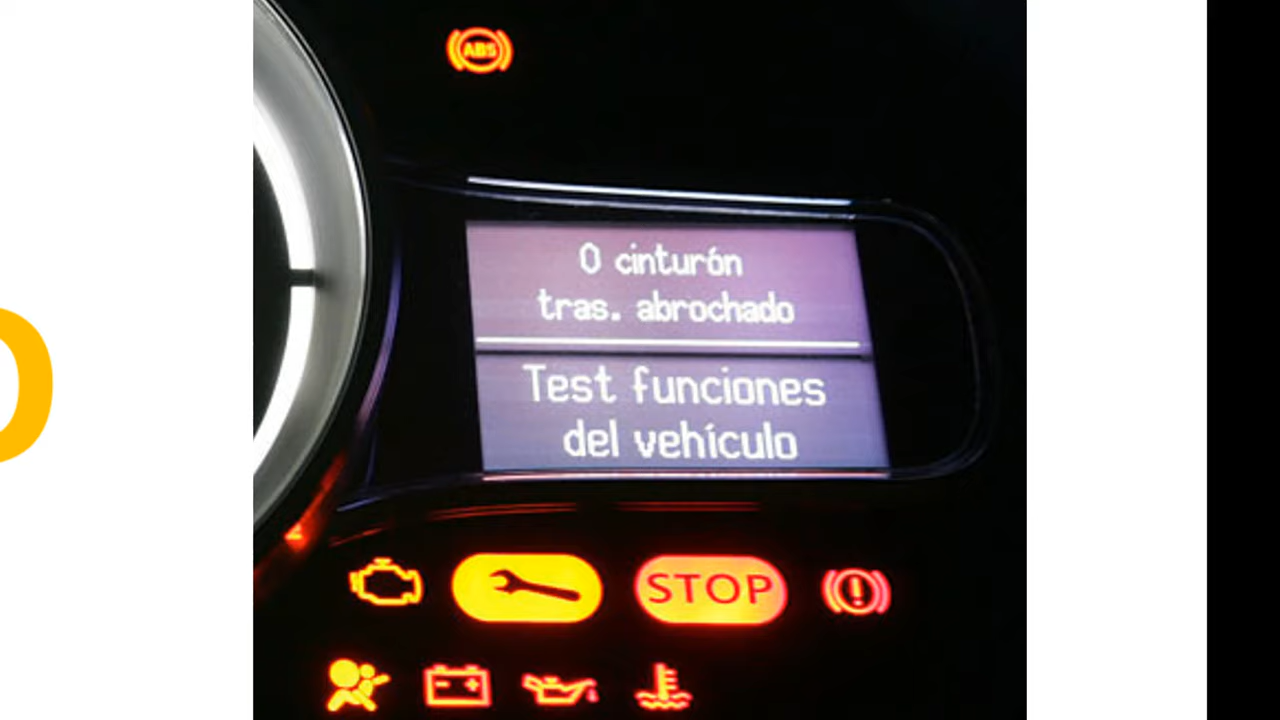 ABS
0 cinturón
tras. abrochado
Test funciones
del vehículo
STOP